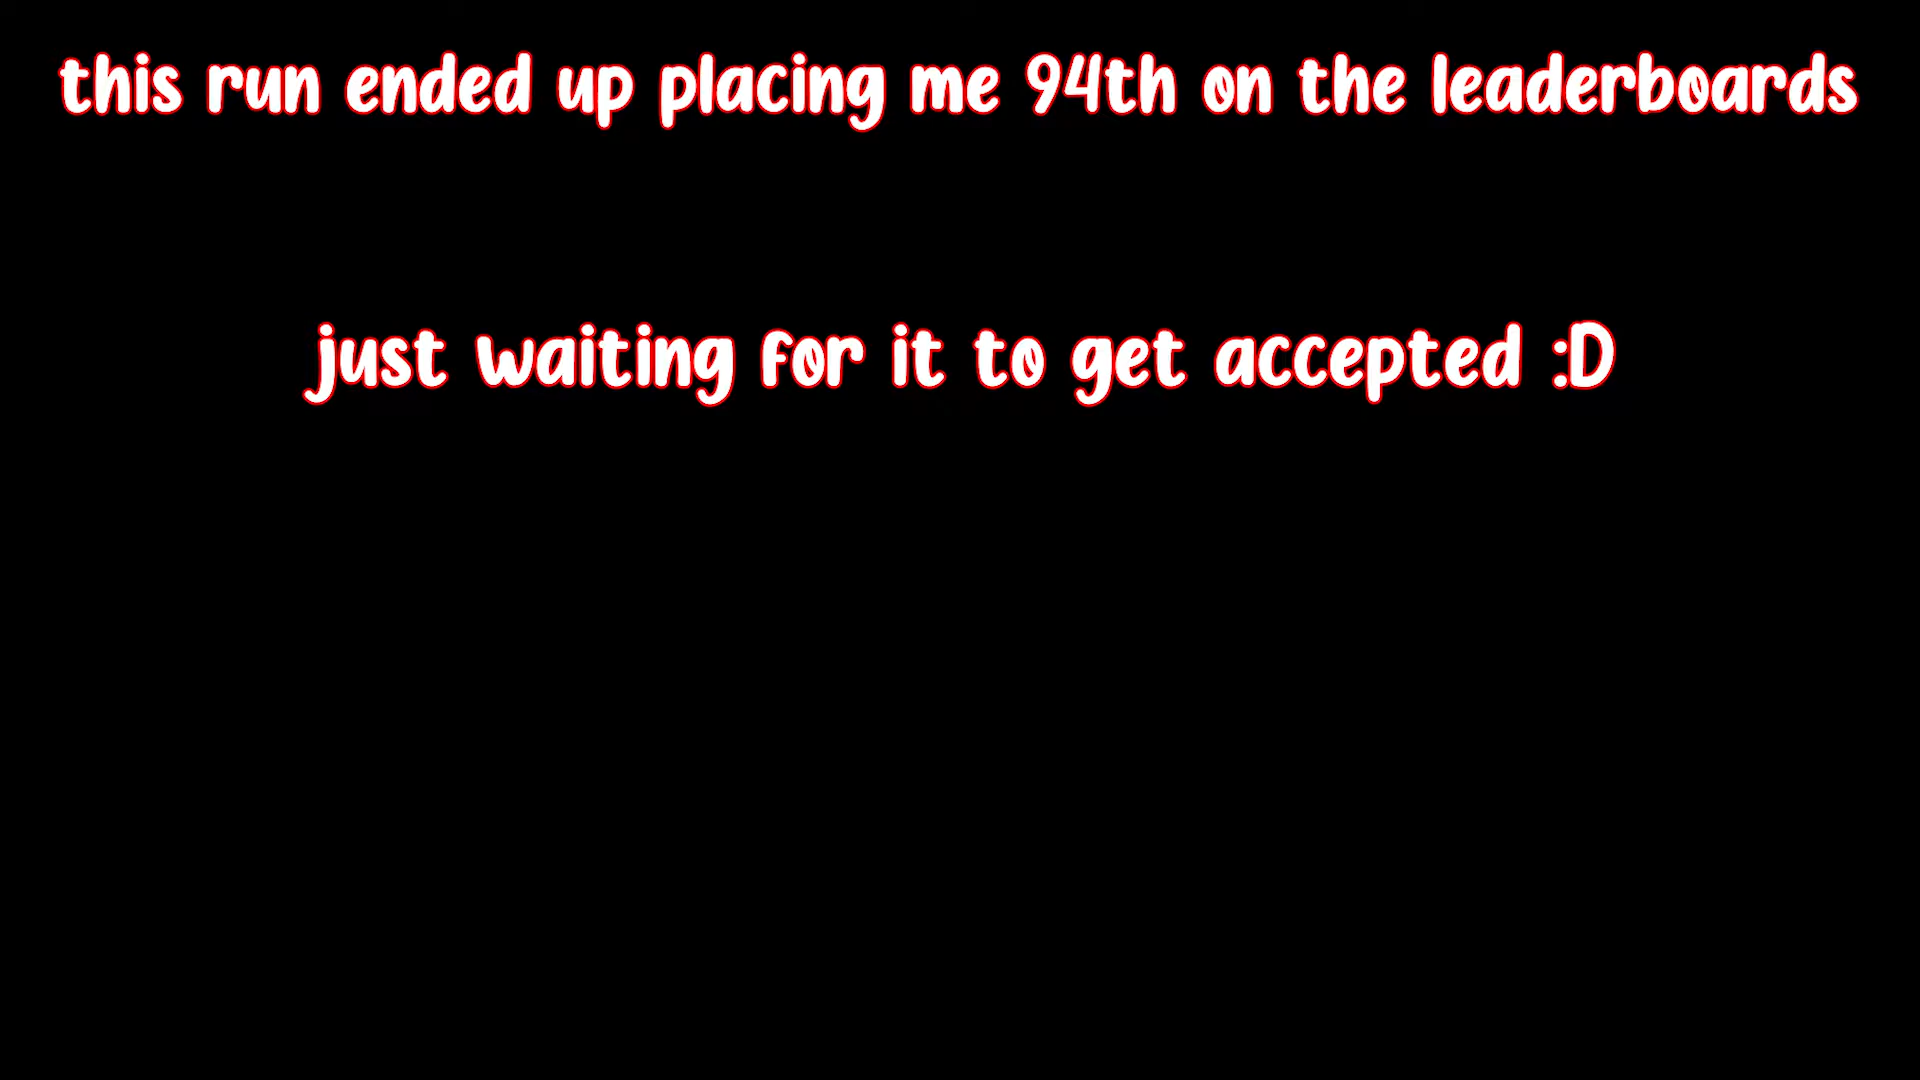 this run ended up placing me 94th on the leaderboards
just waiting for it to get accepted :D